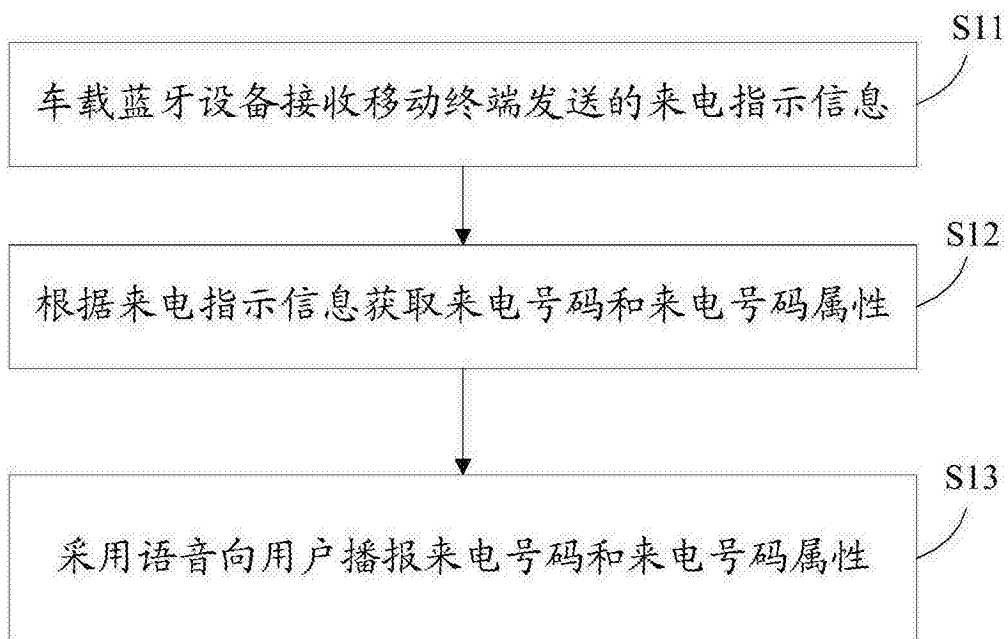 S11
车载蓝牙设备接收移动终端发送的来电指示信息
S12
根据来电指示信息获取来电号码和来电号码属性
S13
采用语音向用户播报来电号码和来电号码属性